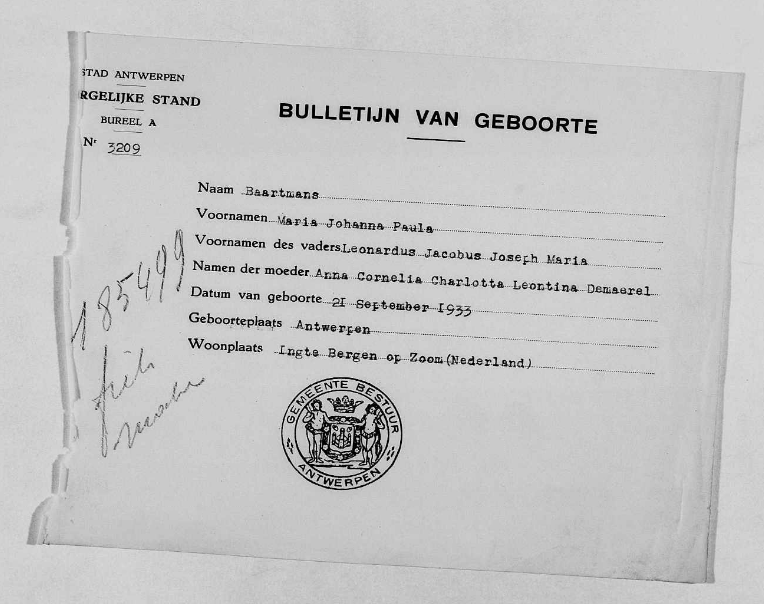 STAD ANTWERPEN
RGELIJKE STAND
BUREEL A
Nr 3209
BULLETIJN VAN GEBOORTE
Naam Baartmans
Voornamen Maria Johanna Paula
Voornamen des vaders Leonardus Jacobus Joseph Maria
Namen der moeder Anna Cornelia Charlotta Leontina Demaerel
Datum van geboorte 21 September 1933
Geboorteplaats Antwerpen
Woonplaats Ingte Bergen op Zoom(Nederland)
185499
GEMEENTE BESTUUR
ANTWERPEN